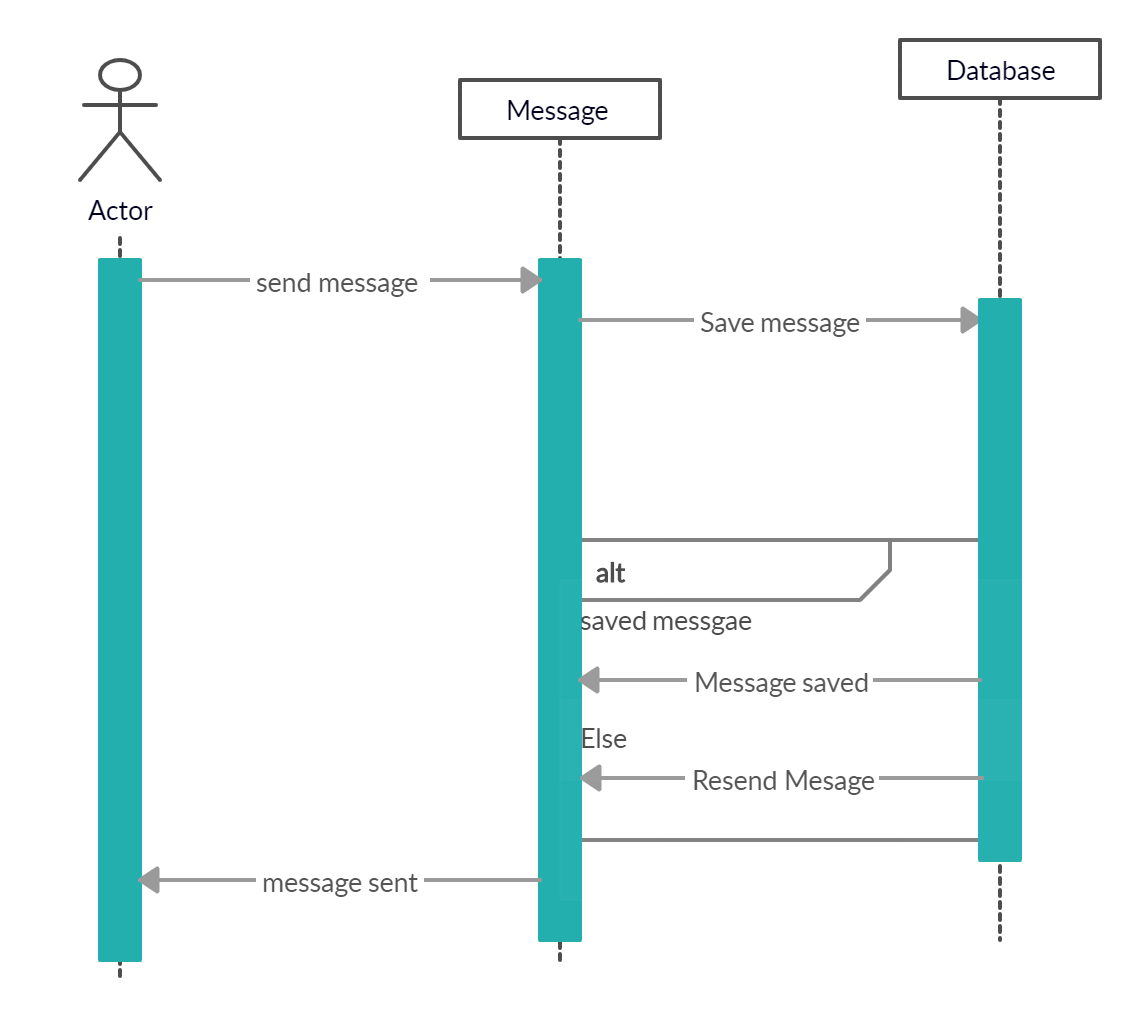 Database
Message
Actor
send message
Save message
alt
saved messgae
Message saved
Else
Resend Mesage
message sent